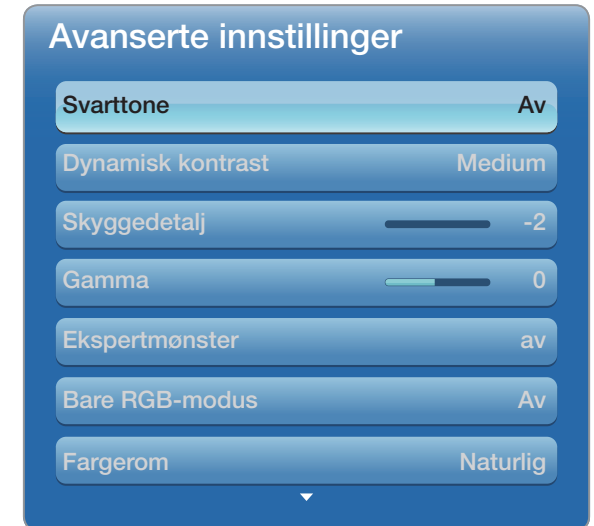 Avanserte innstillinger
Svarttone Av
Dynamisk kontrast Medium
Skyggedetalj -2
Gamma 0
Ekspertmønster av
Bare RGB-modus Av
Fargerom Naturlig